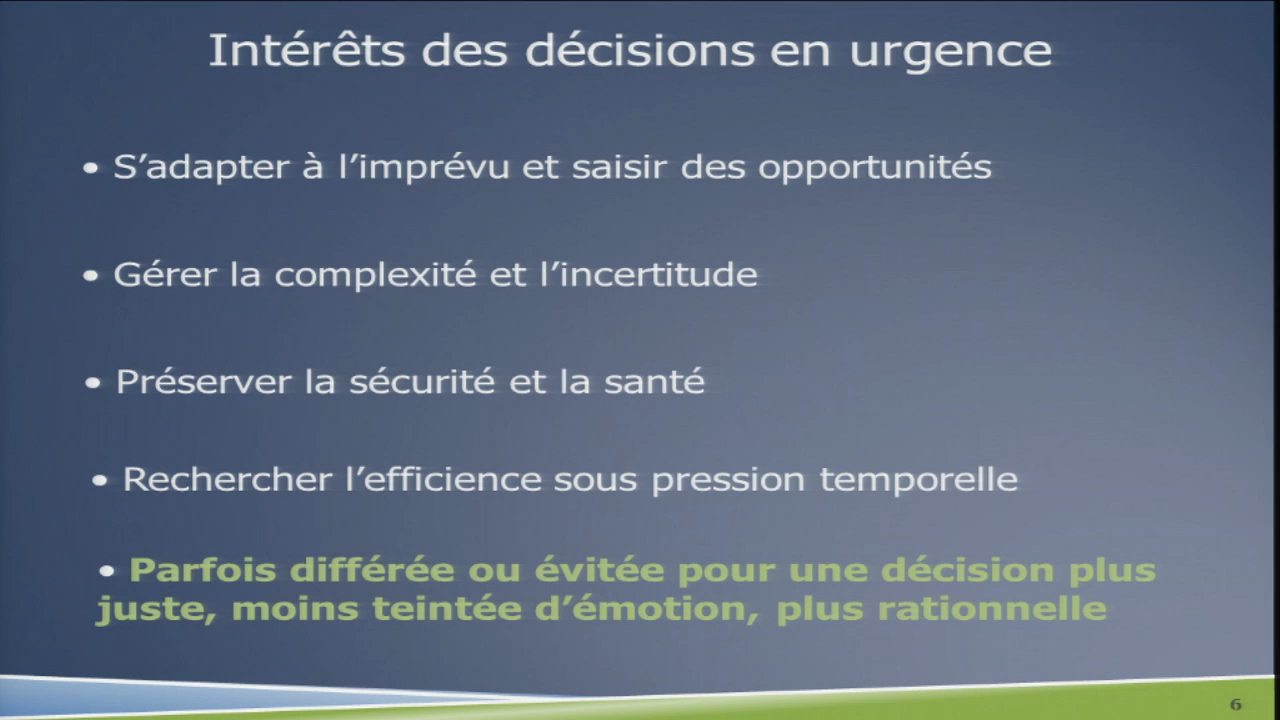 Intérêts des décisions en urgence
• S’adapter à l’imprévu et saisir des opportunités
• Gérer la complexité et l’incertitude
• Préserver la sécurité et la santé
• Rechercher l’efficience sous pression temporelle
• Parfois différée ou évitée pour une décision plus
juste, moins teintée d’émotion, plus rationnelle
6